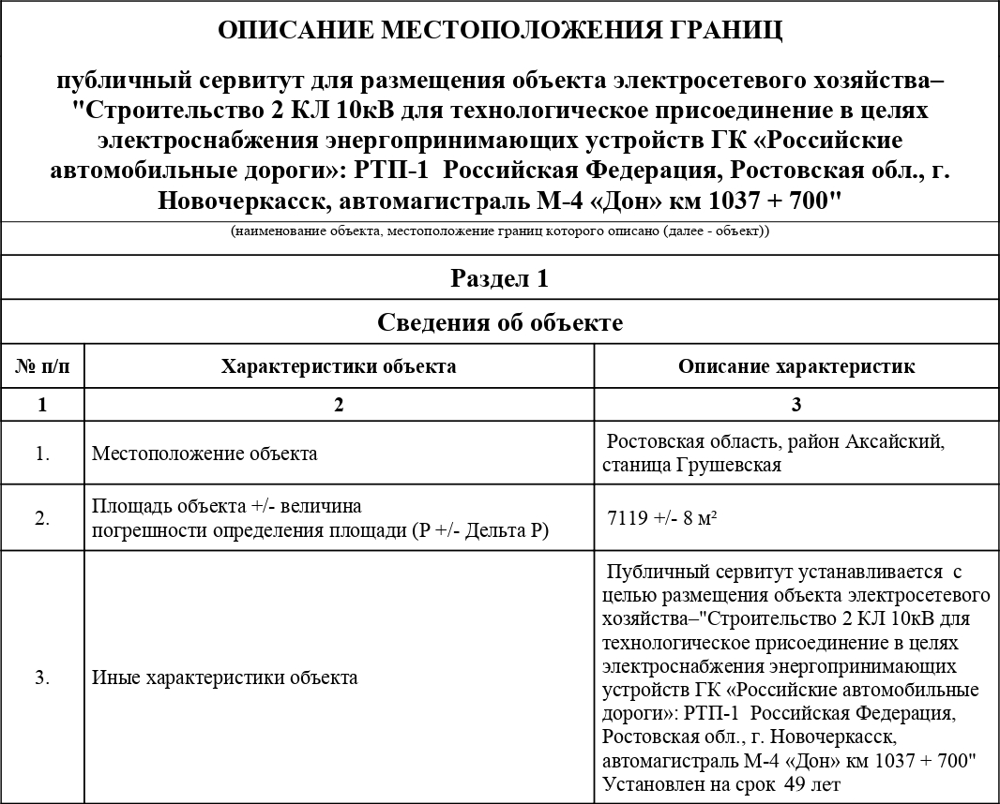 ОПИСАНИЕ МЕСТОПОЛОЖЕНИЯ ГРАНИЦ
публичный сервитут для размещения объекта электросетевого хозяйства–
"Строительство 2 КЛ 10кВ для технологическое присоединение в целях
электроснабжения энергопринимающих устройств ГК «Российские
автомобильные дороги»: РТП-1  Российская Федерация, Ростовская обл., г.
Новочеркасск, автомагистраль М-4 «Дон» км 1037 + 700"
(наименование объекта, местоположение границ которого описано (далее - объект))
Раздел 1
Сведения об объекте
№ п/п Характеристики объекта Описание характеристик
1 2 3
1. Местоположение объекта Ростовская область, район Аксайский,
станица Грушевская
2. Площадь объекта +/- величина
погрешности определения площади (P +/- Дельта P) 7119 +/- 8 м²
3. Иные характеристики объекта Публичный сервитут устанавливается  с
целью размещения объекта электросетевого
хозяйства–"Строительство 2 КЛ 10кВ для
технологическое присоединение в целях
электроснабжения энергопринимающих
устройств ГК «Российские автомобильные
дороги»: РТП-1  Российская Федерация,
Ростовская обл., г. Новочеркасск,
автомагистраль М-4 «Дон» км 1037 + 700"
Установлен на срок  49 лет